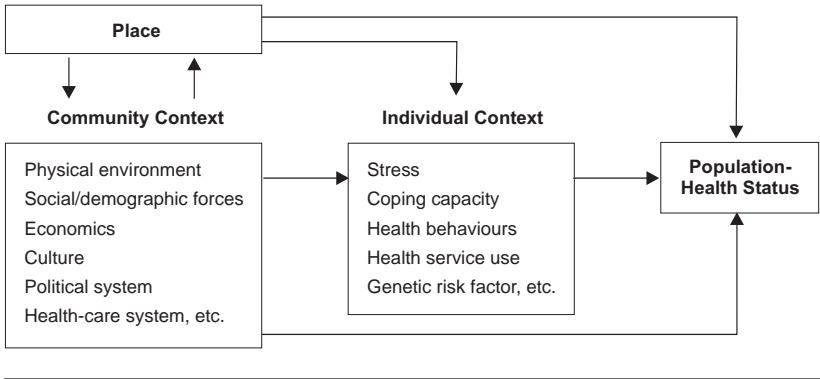 Place
Community Context
Individual Context
Physical environment
Social/demographic forces
Economics
Culture
Political system
Health-care system, etc.
Stress
Coping capacity
Health behaviours
Health service use
Genetic risk factor, etc.
Population-
Health Status